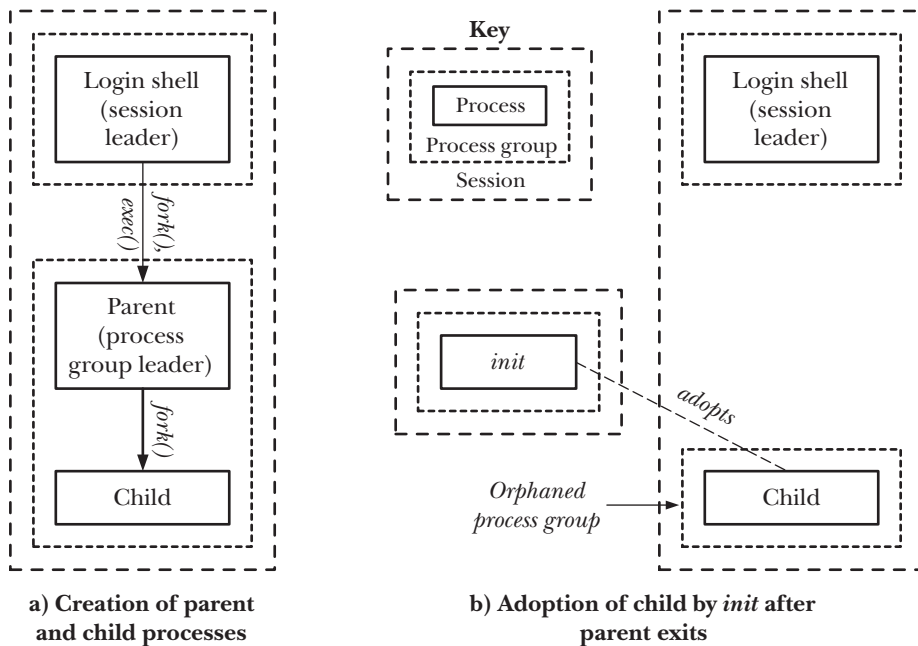 Login shell
(session
leader)
fork(),
exec()
Parent
(process
group leader)
fork()
Child
a) Creation of parent
and child processes
Key
Process
Process group
Session
init
adopts
Orphaned
process group
Login shell
(session
leader)
Child
b) Adoption of child by init after
parent exits